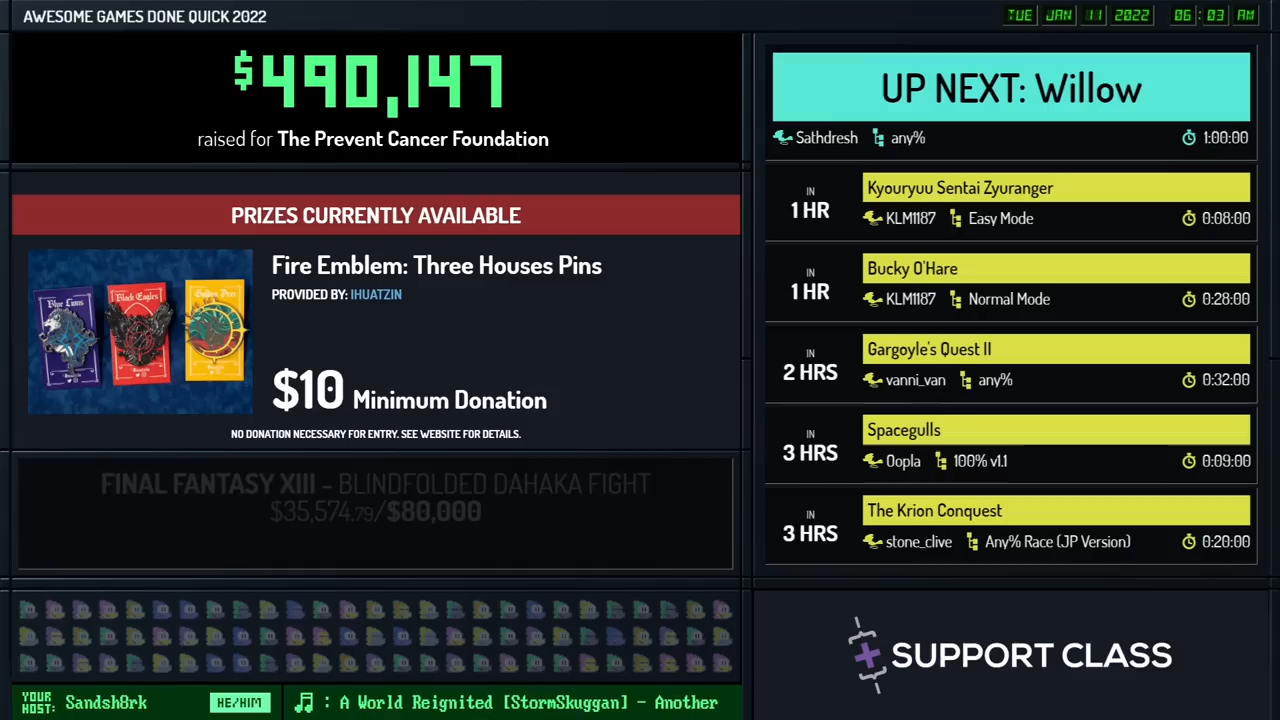 AWESOME GAMES DONE QUICK 2022
TUE JAN 11 2022 06:03 AM
$490,147
raised for The Prevent Cancer Foundation
PRIZES CURRENTLY AVAILABLE
Blue Lions
Black Eagles
Golden Deer
Fire Emblem: Three Houses Pins
PROVIDED BY: IHUATZIN
$10 Minimum Donation
NO DONATION NECESSARY FOR ENTRY. SEE WEBSITE FOR DETAILS.
FINAL FANTASY XIII - BLINDFOLDED DAHAKA FIGHT
$35,574.79/$80,000
YOUR HOST: Sandsh8rk HE/HIM
: A World Reignited [StormSkuggan] - Another
UP NEXT: Willow
Sathdresh any% 1:00:00
IN 1 HR
Kyouryuu Sentai Zyuranger
KLM1187 Easy Mode 0:08:00
IN 1 HR
Bucky O'Hare
KLM1187 Normal Mode 0:28:00
IN 2 HRS
Gargoyle's Quest II
vanni_van any% 0:32:00
IN 3 HRS
Spacegulls
Oopla 100% v1.1 0:09:00
IN 3 HRS
The Krion Conquest
stone_clive Any% Race (JP Version) 0:20:00
SUPPORT CLASS